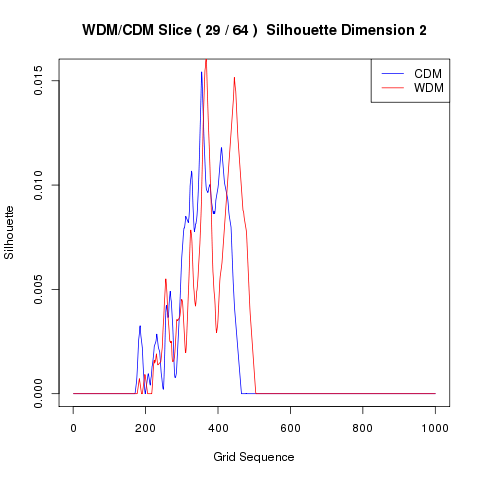 WDM/CDM Slice ( 29 / 64 )  Silhouette Dimension 2
CDM
WDM
Silhouette
0.015
0.010
0.005
0.000
0 200 400 600 800 1000
Grid Sequence